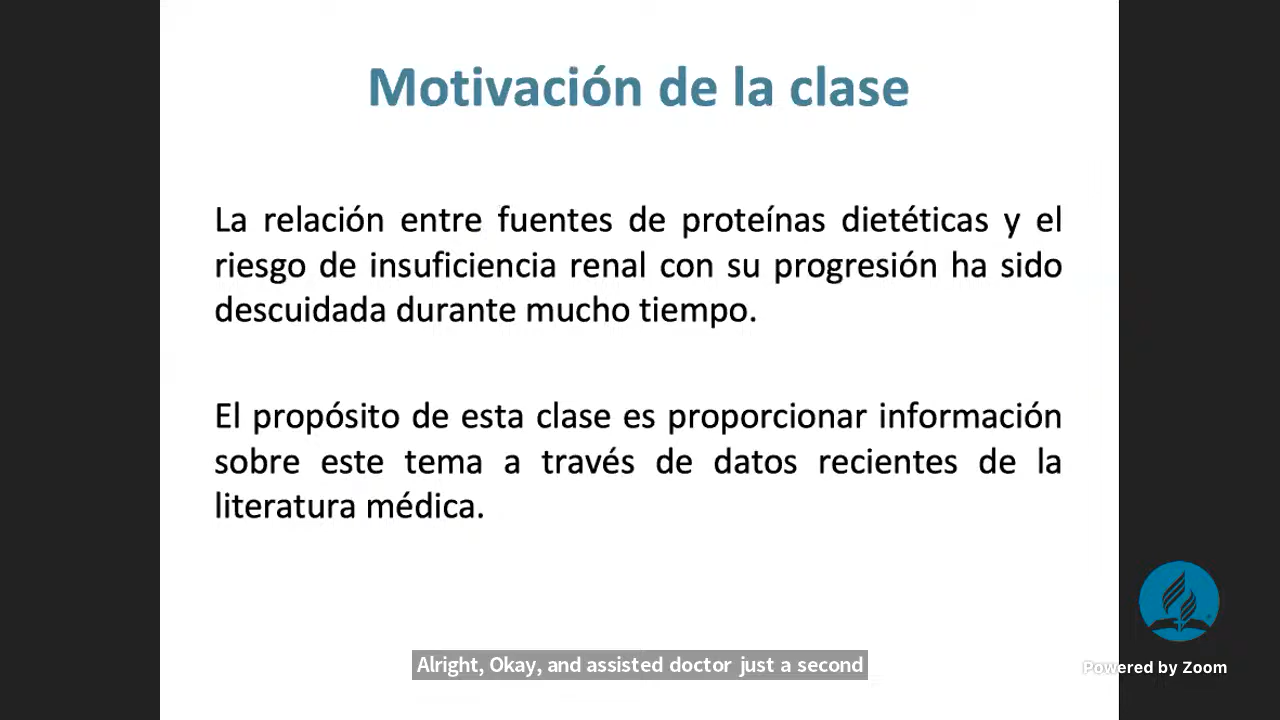 Motivación de la clase
La relación entre fuentes de proteínas dietéticas y el
riesgo de insuficiencia renal con su progresión ha sido
descuidada durante mucho tiempo.
El propósito de esta clase es proporcionar información
sobre este tema a través de datos recientes de la
literatura médica.
Alright, Okay, and assisted doctor just a second
Powered by Zoom